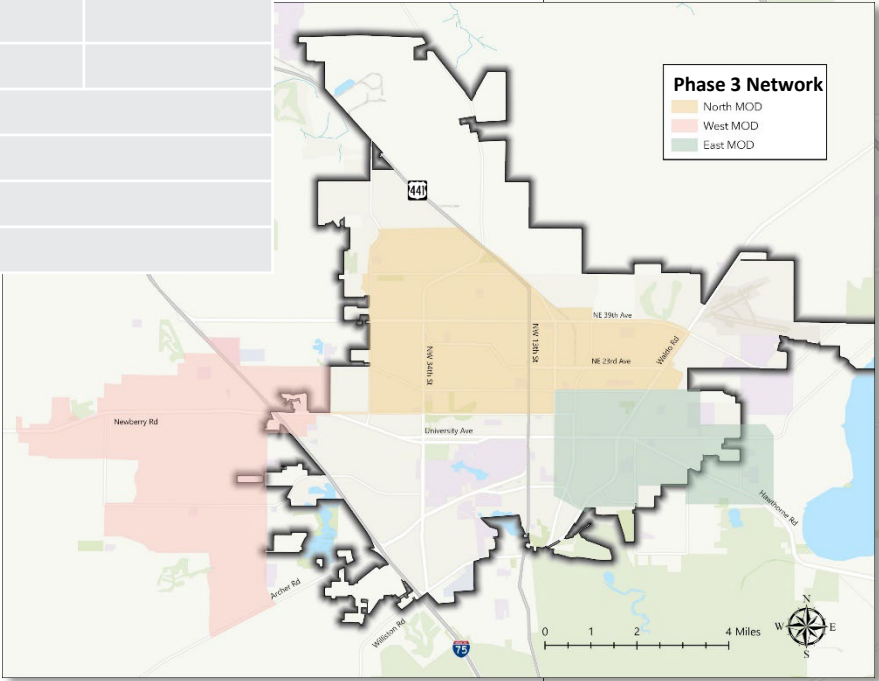 Phase 3 Network
North MOD
West MOD
East MOD
441
NE 39th Ave
NW 34th St
NW 13th St
Waldo Rd
NE 23rd Ave
Newberry Rd
University Ave
Hawthorne Rd
Archer Rd
Williston Rd
75
0 1 2 4 Miles
N
W E
S